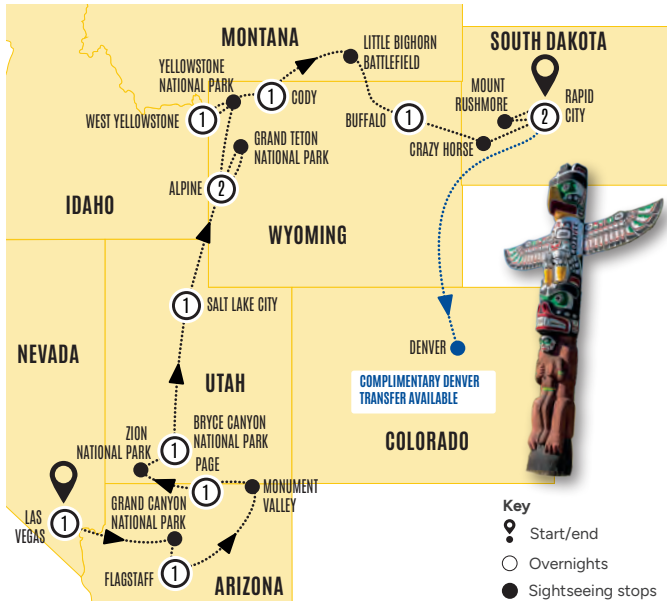 MONTANA
LITTLE BIGHORN
BATTLEFIELD
SOUTH DAKOTA
YELLOWSTONE
NATIONAL PARK
MOUNT
RUSHMORE
1
CODY
RAPID
CITY
WEST YELLOWSTONE
1
BUFFALO
1
2
GRAND TETON
NATIONAL PARK
CRAZY HORSE
ALPINE
2
IDAHO
WYOMING
1
SALT LAKE CITY
NEVADA
DENVER
UTAH
COMPLIMENTARY DENVER
TRANSFER AVAILABLE
BRYCE CANYON
NATIONAL PARK
ZION
NATIONAL PARK
1
COLORADO
PAGE
1
MONUMENT
VALLEY
GRAND CANYON
NATIONAL PARK
LAS
VEGAS
1
FLAGSTAFF
1
ARIZONA
Key
Start/end
Overnights
Sightseeing stops